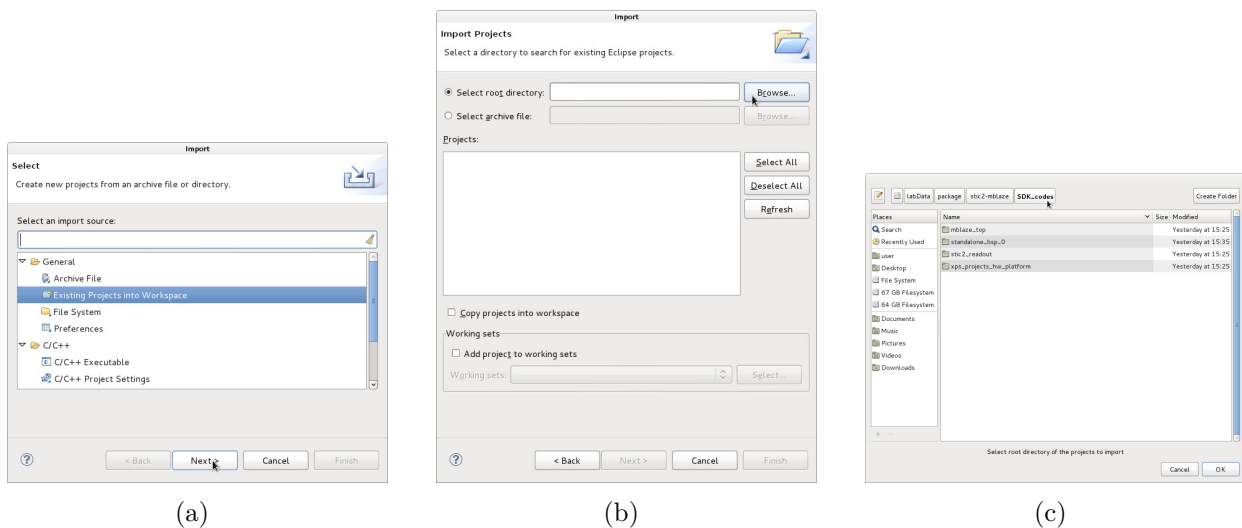 Import
Select
Create new projects from an archive file or directory.
Select an import source:
General
Archive File
Existing Projects into Workspace
File System
Preferences
C/C++
C/C++ Executable
C/C++ Project Settings
? < Back Next > Cancel Finish
(a)
Import
Import Projects
Select a directory to search for existing Eclipse projects.
Select root directory: Browse...
Select archive file: Browse...
Projects:
Select All
Deselect All
Refresh
Copy projects into workspace
Working sets
Add project to working sets
Working sets: Select...
? < Back Next > Cancel Finish
(b)
labData package stic2-mblaze SDK_codes Create Folder
Places Name Size Modified
Search mblaze_top Yesterday at 15:25
Recently Used standalone_bsp_0 Yesterday at 15:35
user stic2_readout Yesterday at 15:25
Desktop xps_projects_hw_platform Yesterday at 15:25
File System
67 GB Filesystem
64 GB Filesystem
Documents
Music
Pictures
Videos
Downloads
Select root directory of the projects to import
Cancel OK
(c)